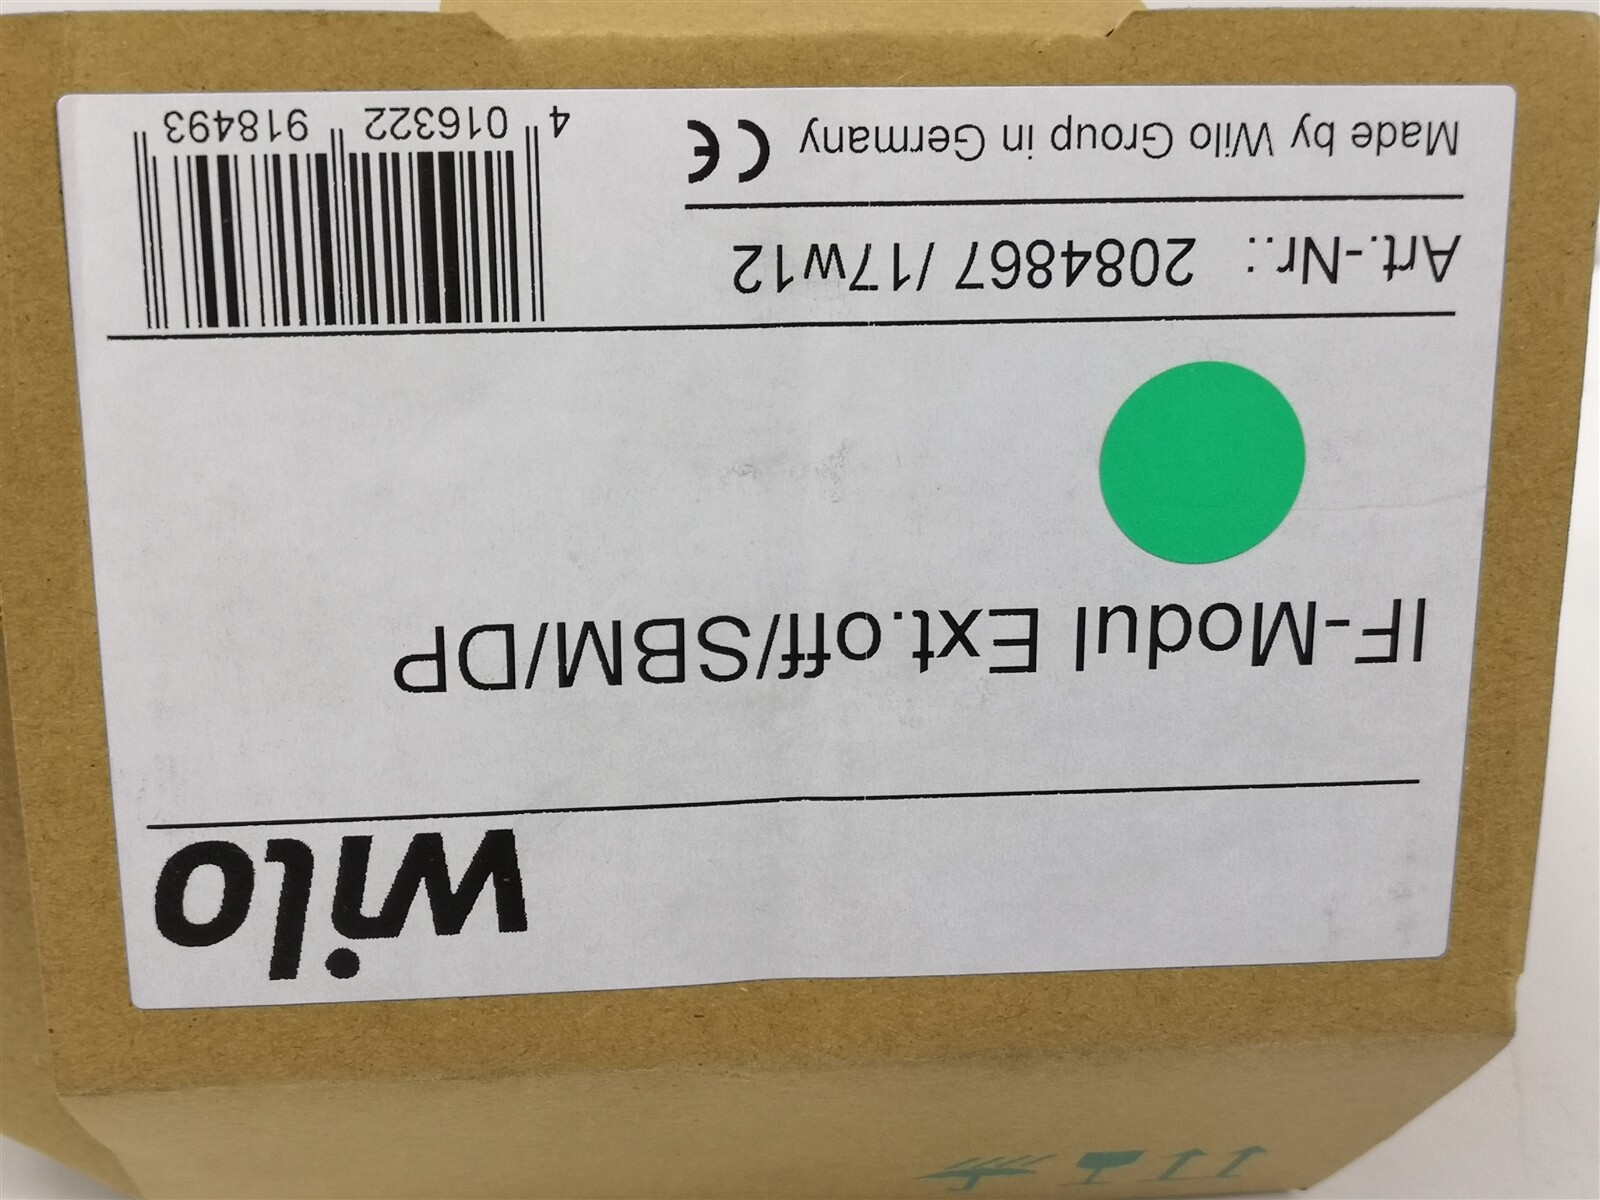 wilo
IF-Modul Ext.off/SBM/DP
Art.-Nr.: 2084867 /17w12
Made by Wilo Group in Germany CE
4 016322 918493